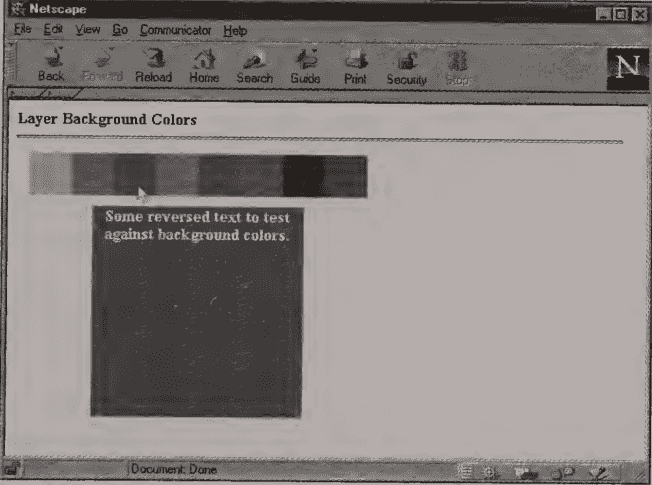 Netscape
File Edit View Go Communicator Help
Back Forward Reload Home Search Guide Print Security Stop
N
Layer Background Colors
Some reversed text to test
against background colors.
Document: Done